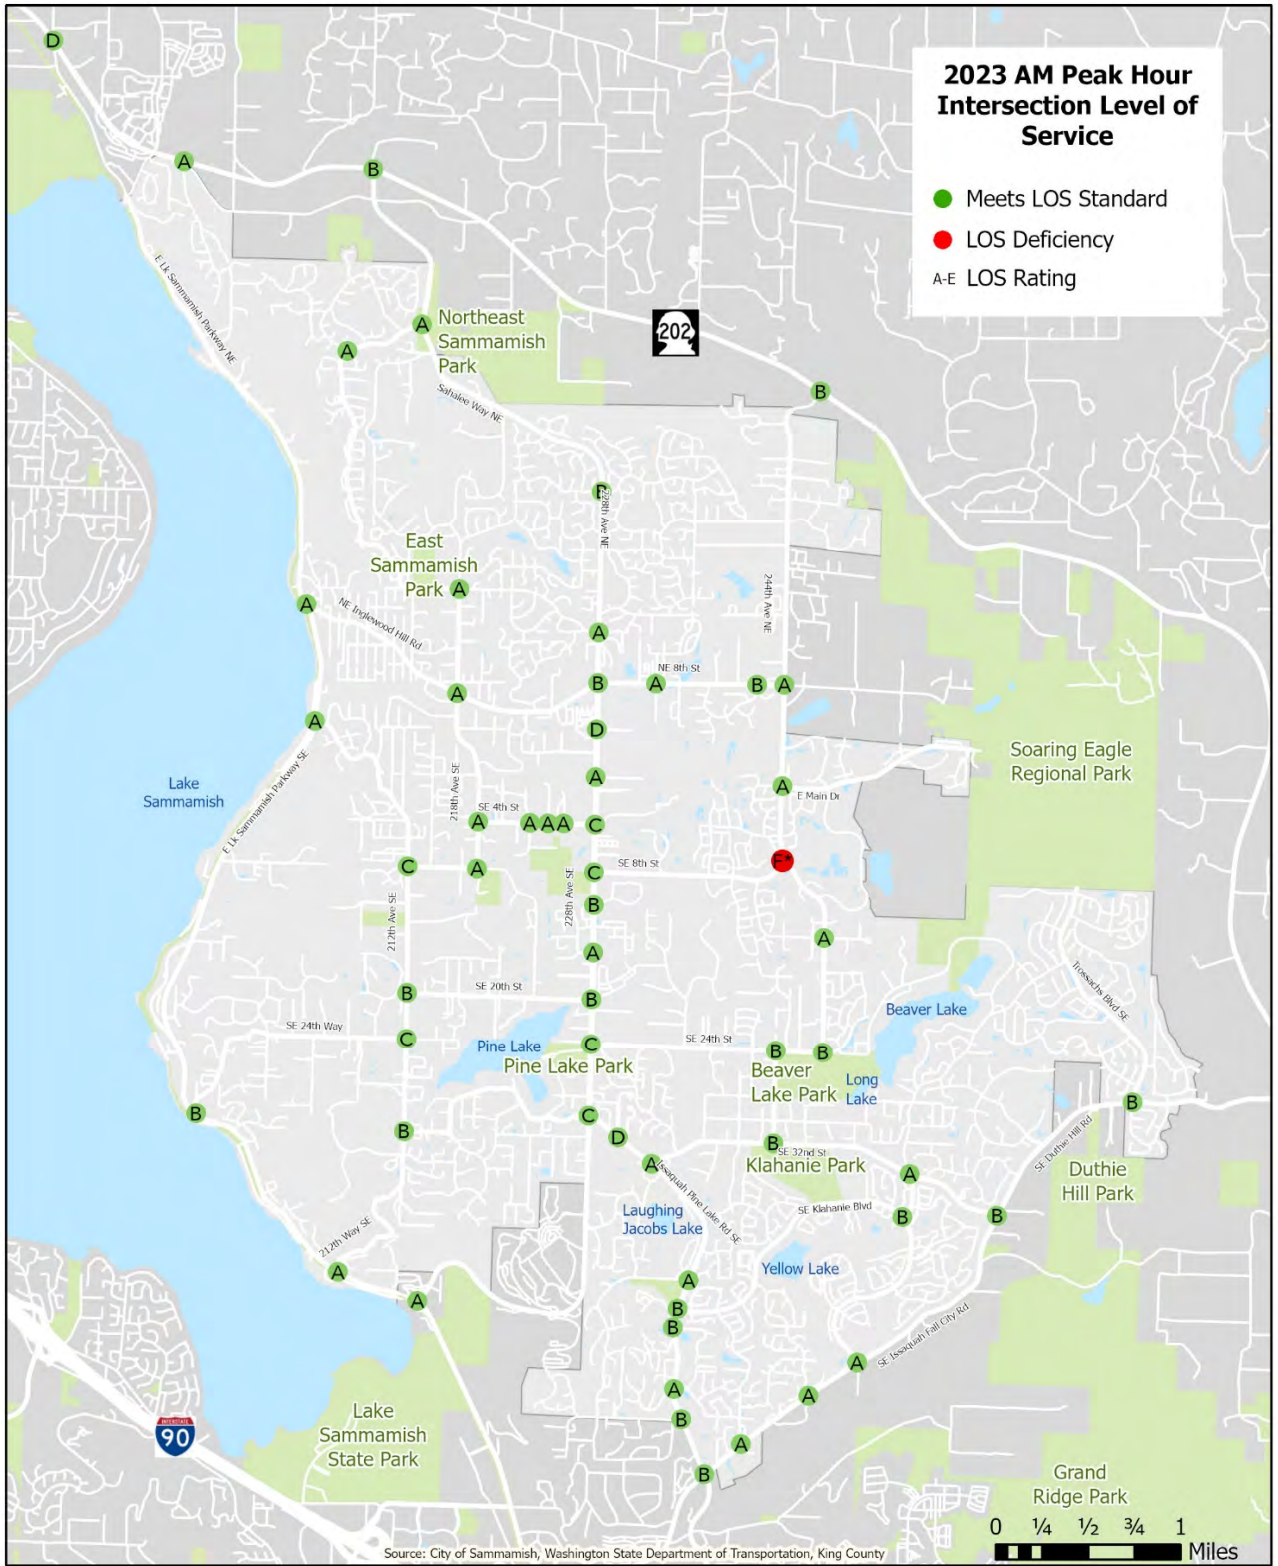 2023 AM Peak Hour
Intersection Level of
Service
Meets LOS Standard
LOS Deficiency
A-E LOS Rating
D
A
B
E Lk Sammamish Parkway NE
A
Northeast
Sammamish
Park
A
202
Sahalee Way NE
B
228th Ave NE
East
Sammamish
Park
A
A
NE Inglewood Hill Rd
244th Ave NE
A
NE 8th St
B
A
B
A
A
A
D
Soaring Eagle
Regional Park
Lake
Sammamish
E Lk Sammamish Parkway SE
218th Ave SE
A
A
E Main Dr
SE 4th St
A
A
A
A
C
C
A
C
SE 8th St
B
212th Ave SE
228th Ave SE
A
A
B
SE 20th St
B
Trossachs Blvd SE
Beaver Lake
SE 24th Way
C
Pine Lake
C
SE 24th St
B
B
Pine Lake Park
Beaver
Lake Park
Long
Lake
B
B
C
B
D
B
SE 32nd St
SE Duthie Hill Rd
A
Klahanie Park
A
Duthie
Hill Park
Issaquah Pine Lake Rd SE
Laughing
Jacobs Lake
SE Klahanie Blvd
B
B
212th Way SE
Yellow Lake
A
A
A
B
B
SE Issaquah Fall City Rd
A
A
A
B
A
B
INTERSTATE
90
Lake
Sammamish
State Park
Grand
Ridge Park
0 ¼ ½ ¾ 1
Miles
Source: City of Sammamish, Washington State Department of Transportation, King County